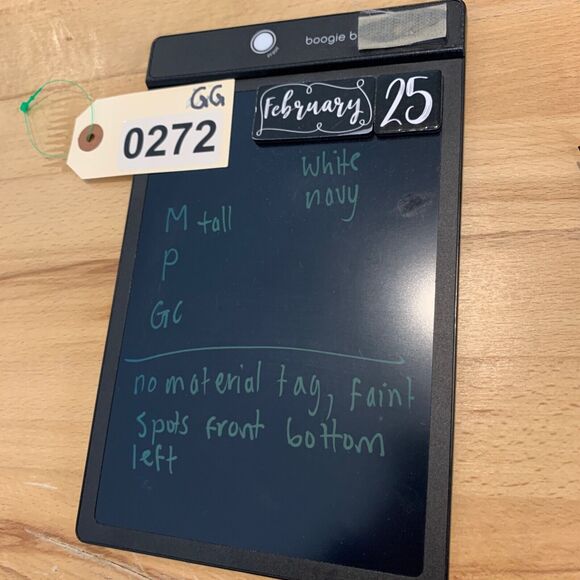 boogie b
GG
0272
February 25
White
navy
M tall
P
GC
no material tag, faint
spots front bottom
left